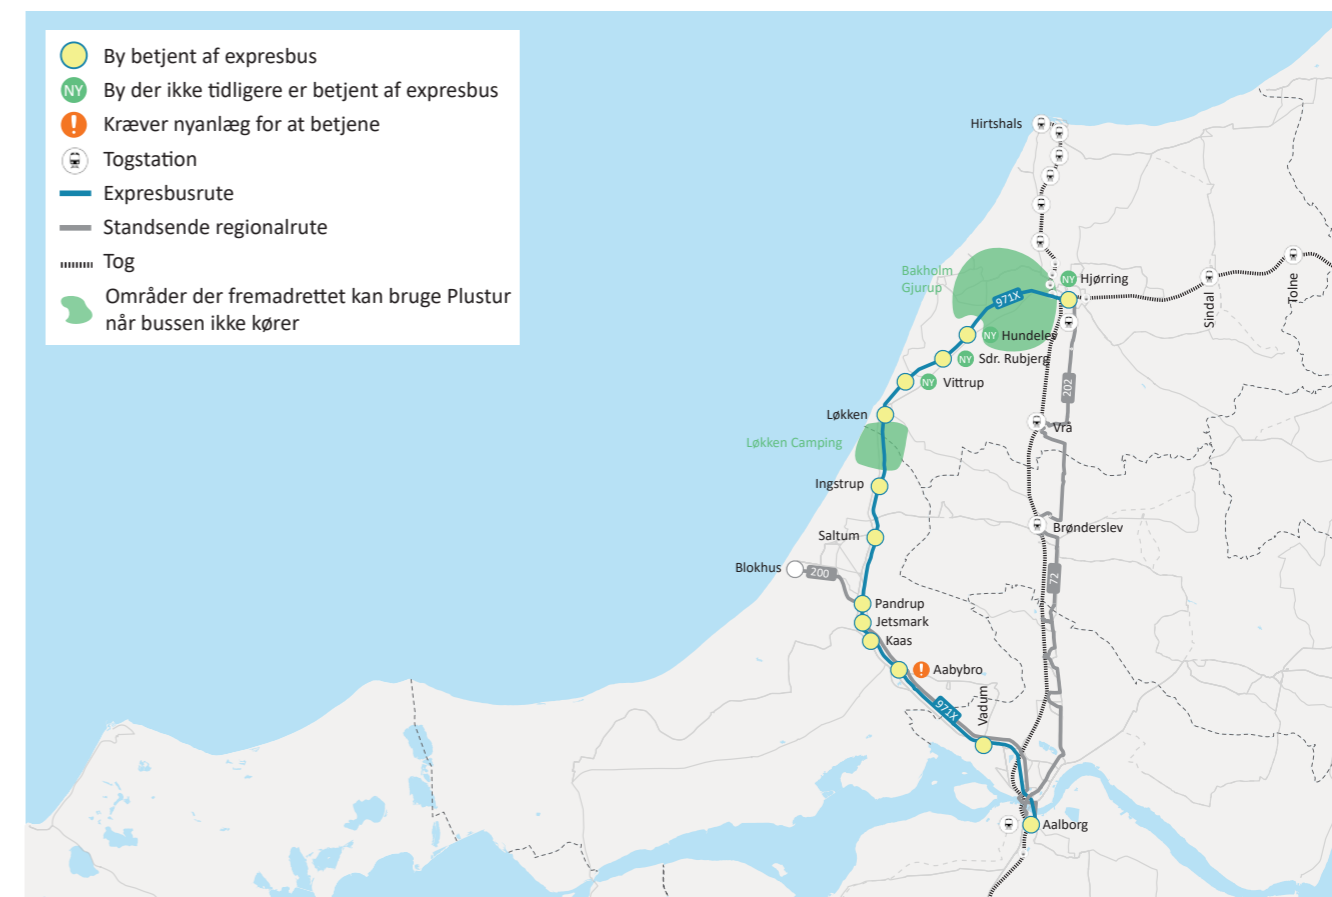 By betjent af expresbus
NY By der ikke tidligere er betjent af expresbus
! Kræver nyanlæg for at betjene
Togstation
Expresbusrute
Standsende regionalrute
Tog
Områder der fremadrettet kan bruge Plustur
når bussen ikke kører
Hirtshals
Bakholm
Gjurup
NY Hjørring
971X
Sindal
Tolne
NY Hundelev
NY Sdr. Rubjerg
NY Vittrup
202
Løkken
Vrå
Løkken Camping
Ingstrup
Brønderslev
Saltum
Blokhus
200
72
Pandrup
Jetsmark
Kaas
! Aabybro
Vadum
971X
Aalborg